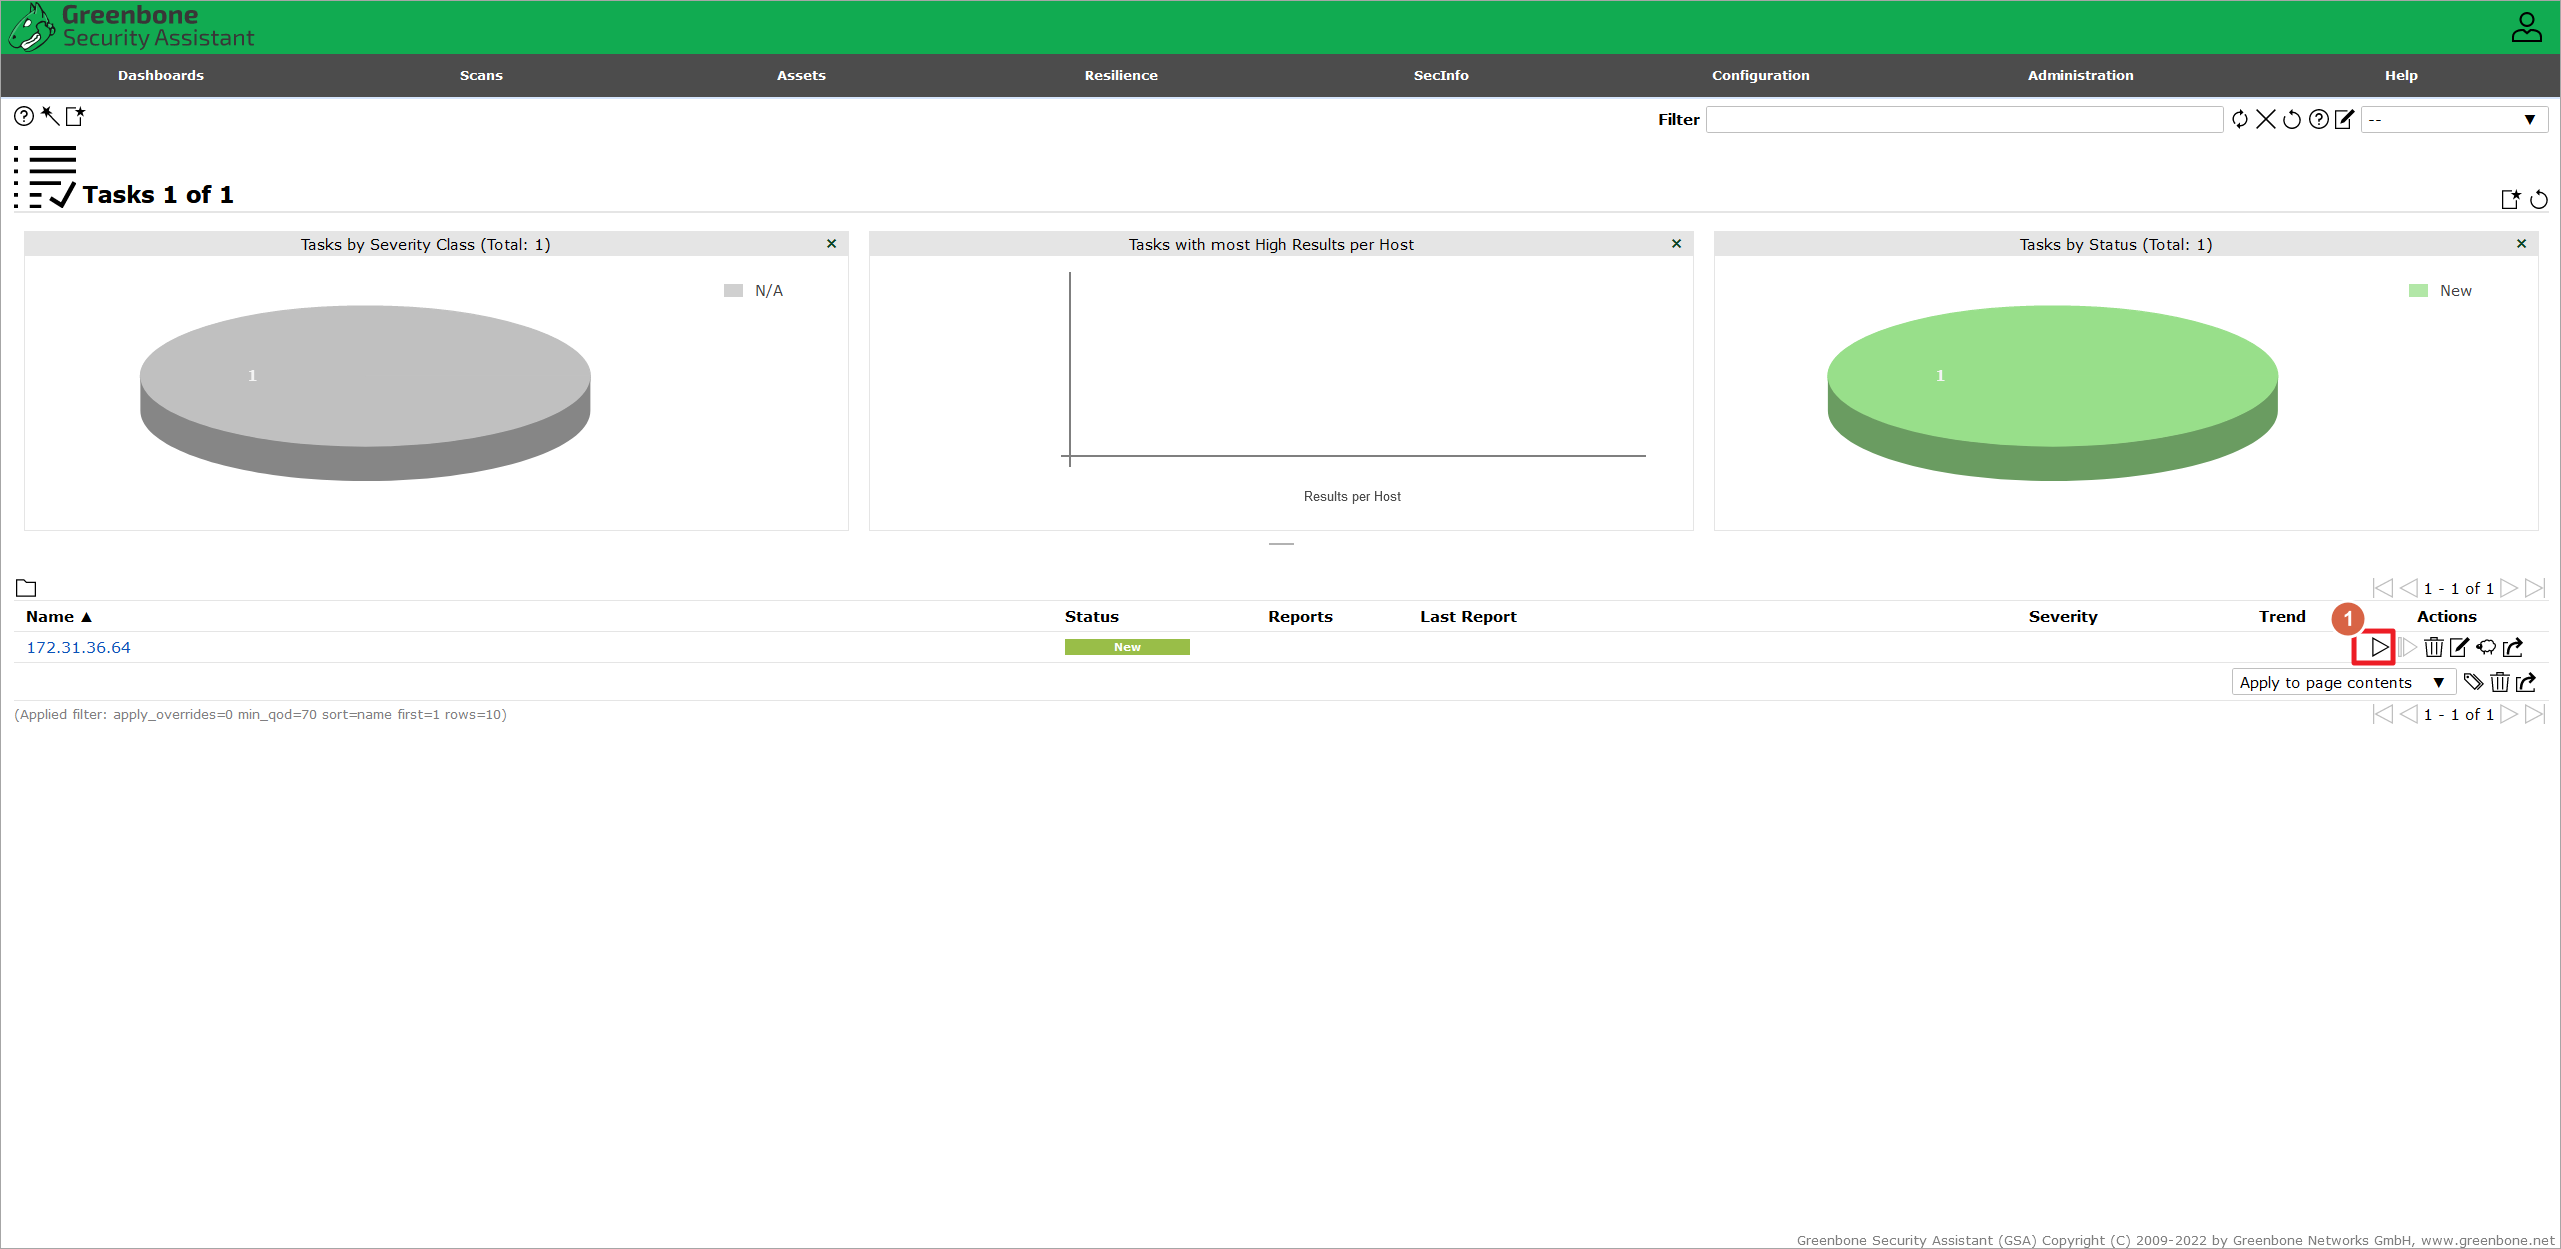 Greenbone
Security Assistant
Dashboards Scans Assets Resilience SecInfo Configuration Administration Help
Filter --
Tasks 1 of 1
Tasks by Severity Class (Total: 1)
N/A
1
Tasks with most High Results per Host
Results per Host
Tasks by Status (Total: 1)
New
1
1 - 1 of 1
Name ▲ Status Reports Last Report Severity Trend Actions
1
172.31.36.64 New
Apply to page contents ▼
(Applied filter: apply_overrides=0 min_qod=70 sort=name first=1 rows=10)
1 - 1 of 1
Greenbone Security Assistant (GSA) Copyright (C) 2009-2022 by Greenbone Networks GmbH, www.greenbone.net